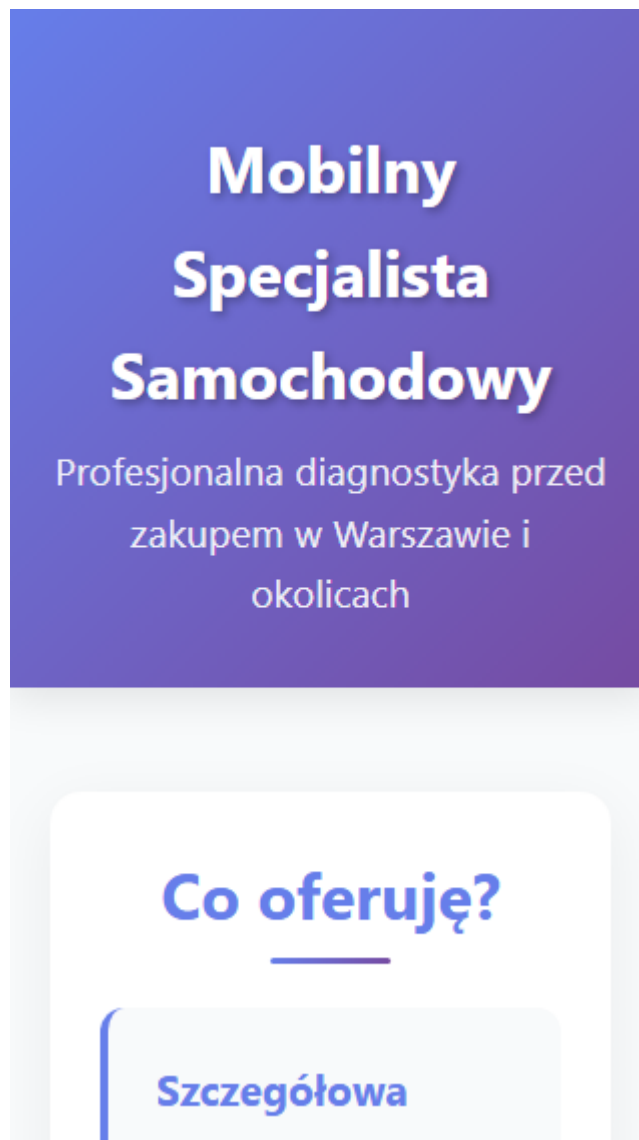 Mobilny
Specjalista
Samochodowy
Profesjonalna diagnostyka przed
zakupem w Warszawie i
okolicach
Co oferuję?
Szczegółowa